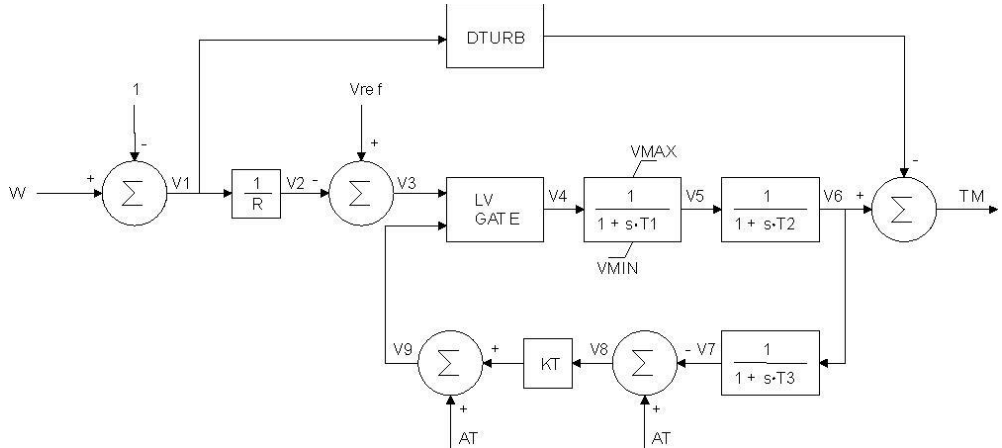 DTURB
1
Vref
-
+
VMAX
-
W
+
Σ
V1
1
R
V2
-
Σ
V3
LV
GATE
V4
1
1 + s·T1
V5
1
1 + s·T2
V6
+
Σ
TM
VMIN
V9
Σ
+
KT
V8
Σ
-
V7
1
1 + s·T3
+
+
AT
AT